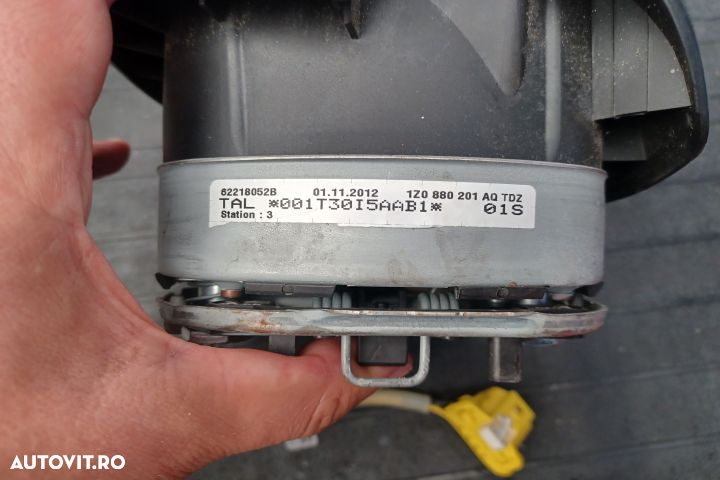 62218052B 01.11.2012 1Z0 880 201 AQ TDZ
TAL *001T30I5AAB1* 01S
Station : 3
AUTOVIT.RO